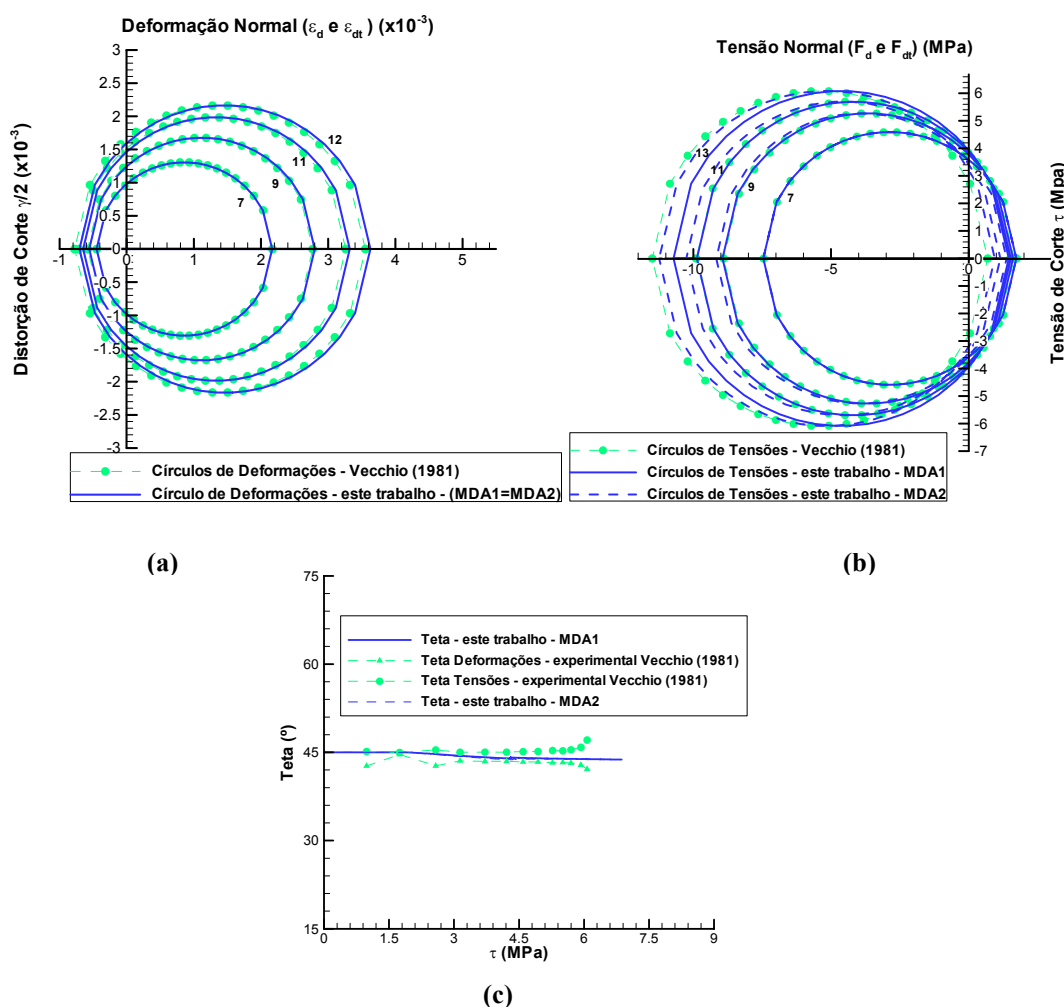 Deformação Normal (εd e εdt ) (x10-3)
3
2.5
2
1.5
1
0.5
0
-0.5
-1
-1.5
-2
-2.5
-3
-1 0 1 2 3 4 5
Distorção de Corte γ/2 (x10-3)
12
11
9
7
Círculos de Deformações - Vecchio (1981)
Círculo de Deformações - este trabalho - (MDA1=MDA2)
(a)
Tensão Normal (Fd e Fdt) (MPa)
6
5
4
3
2
1
0
-1
-2
-3
-4
-5
-6
-7
-10 -5 0
Tensão de Corte τ (Mpa)
13
11
9
7
Círculos de Tensões - Vecchio (1981)
Círculos de Tensões - este trabalho - MDA1
Círculos de Tensões - este trabalho - MDA2
(b)
75
60
45
30
15
Teta (º)
Teta - este trabalho - MDA1
Teta Deformações - experimental Vecchio (1981)
Teta Tensões - experimental Vecchio (1981)
Teta - este trabalho - MDA2
0 1.5 3 4.5 6 7.5 9
τ (MPa)
(c)